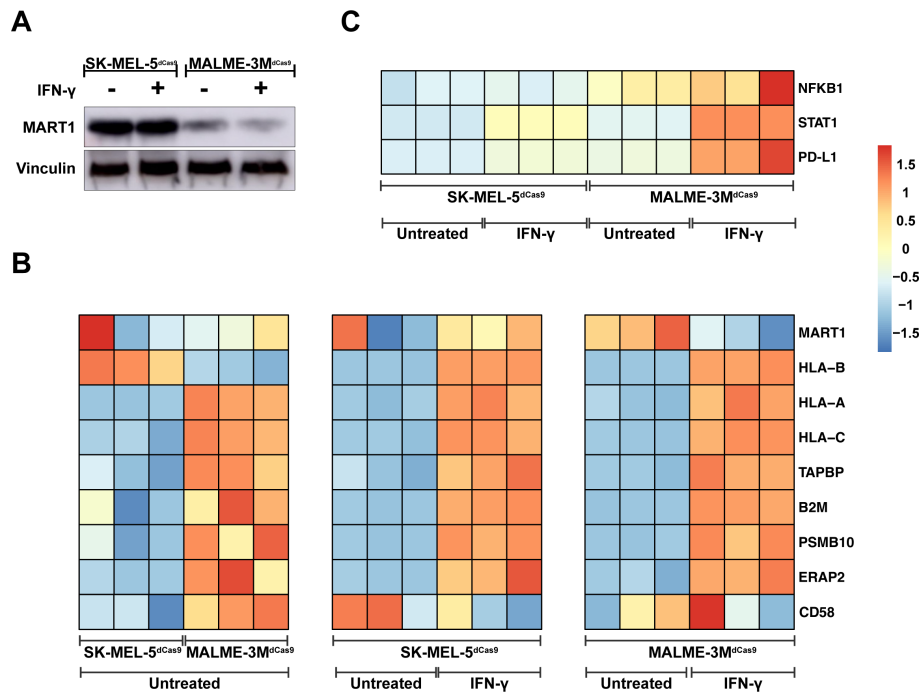 A
SK-MEL-5dCas9 MALME-3MdCas9
IFN-γ - + - +
MART1
Vinculin
C
NFKB1
STAT1
PD-L1
SK-MEL-5dCas9 MALME-3MdCas9
Untreated IFN-γ Untreated IFN-γ
1.5
1
0.5
0
−0.5
−1
−1.5
B
MART1
HLA−B
HLA−A
HLA−C
TAPBP
B2M
PSMB10
ERAP2
CD58
SK-MEL-5dCas9 MALME-3MdCas9 SK-MEL-5dCas9 MALME-3MdCas9
Untreated Untreated IFN-γ Untreated IFN-γ